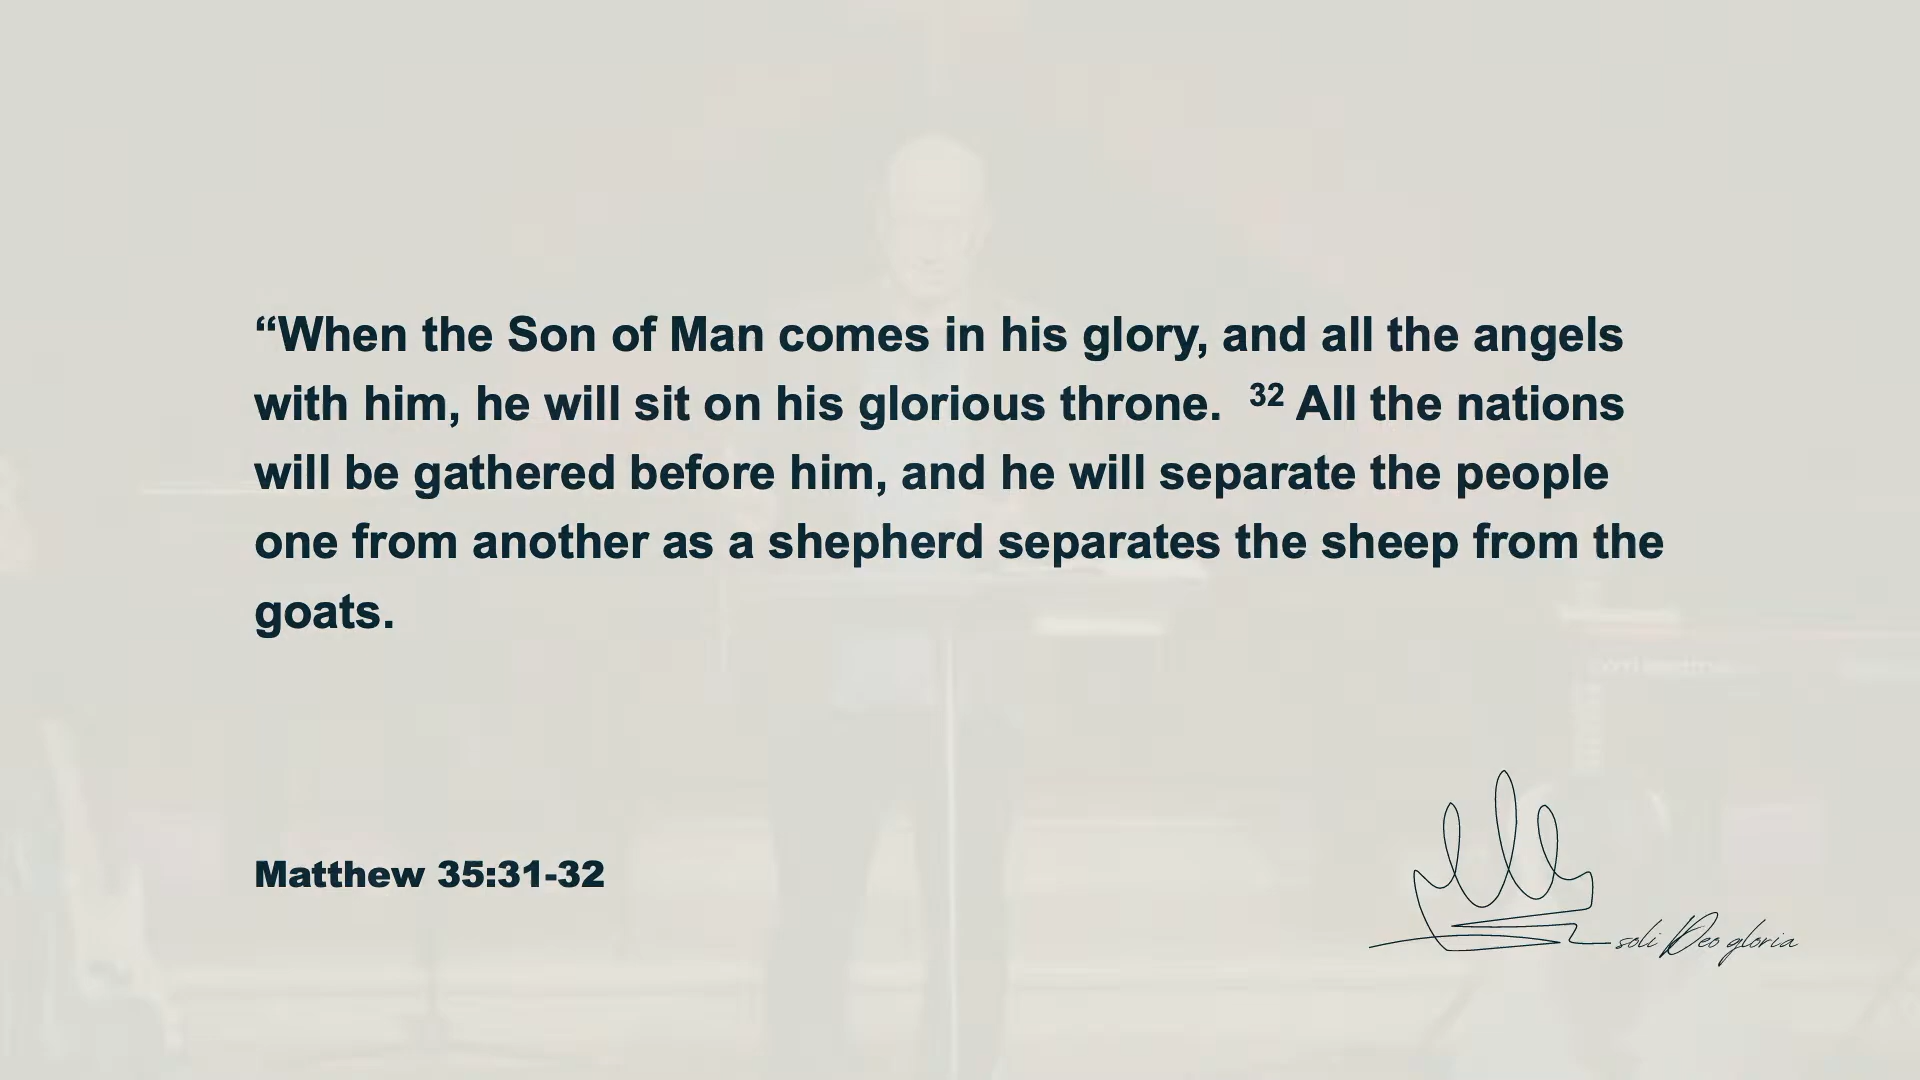 “When the Son of Man comes in his glory, and all the angels
with him, he will sit on his glorious throne. 32 All the nations
will be gathered before him, and he will separate the people
one from another as a shepherd separates the sheep from the
goats.
Matthew 35:31-32
soli Deo gloria